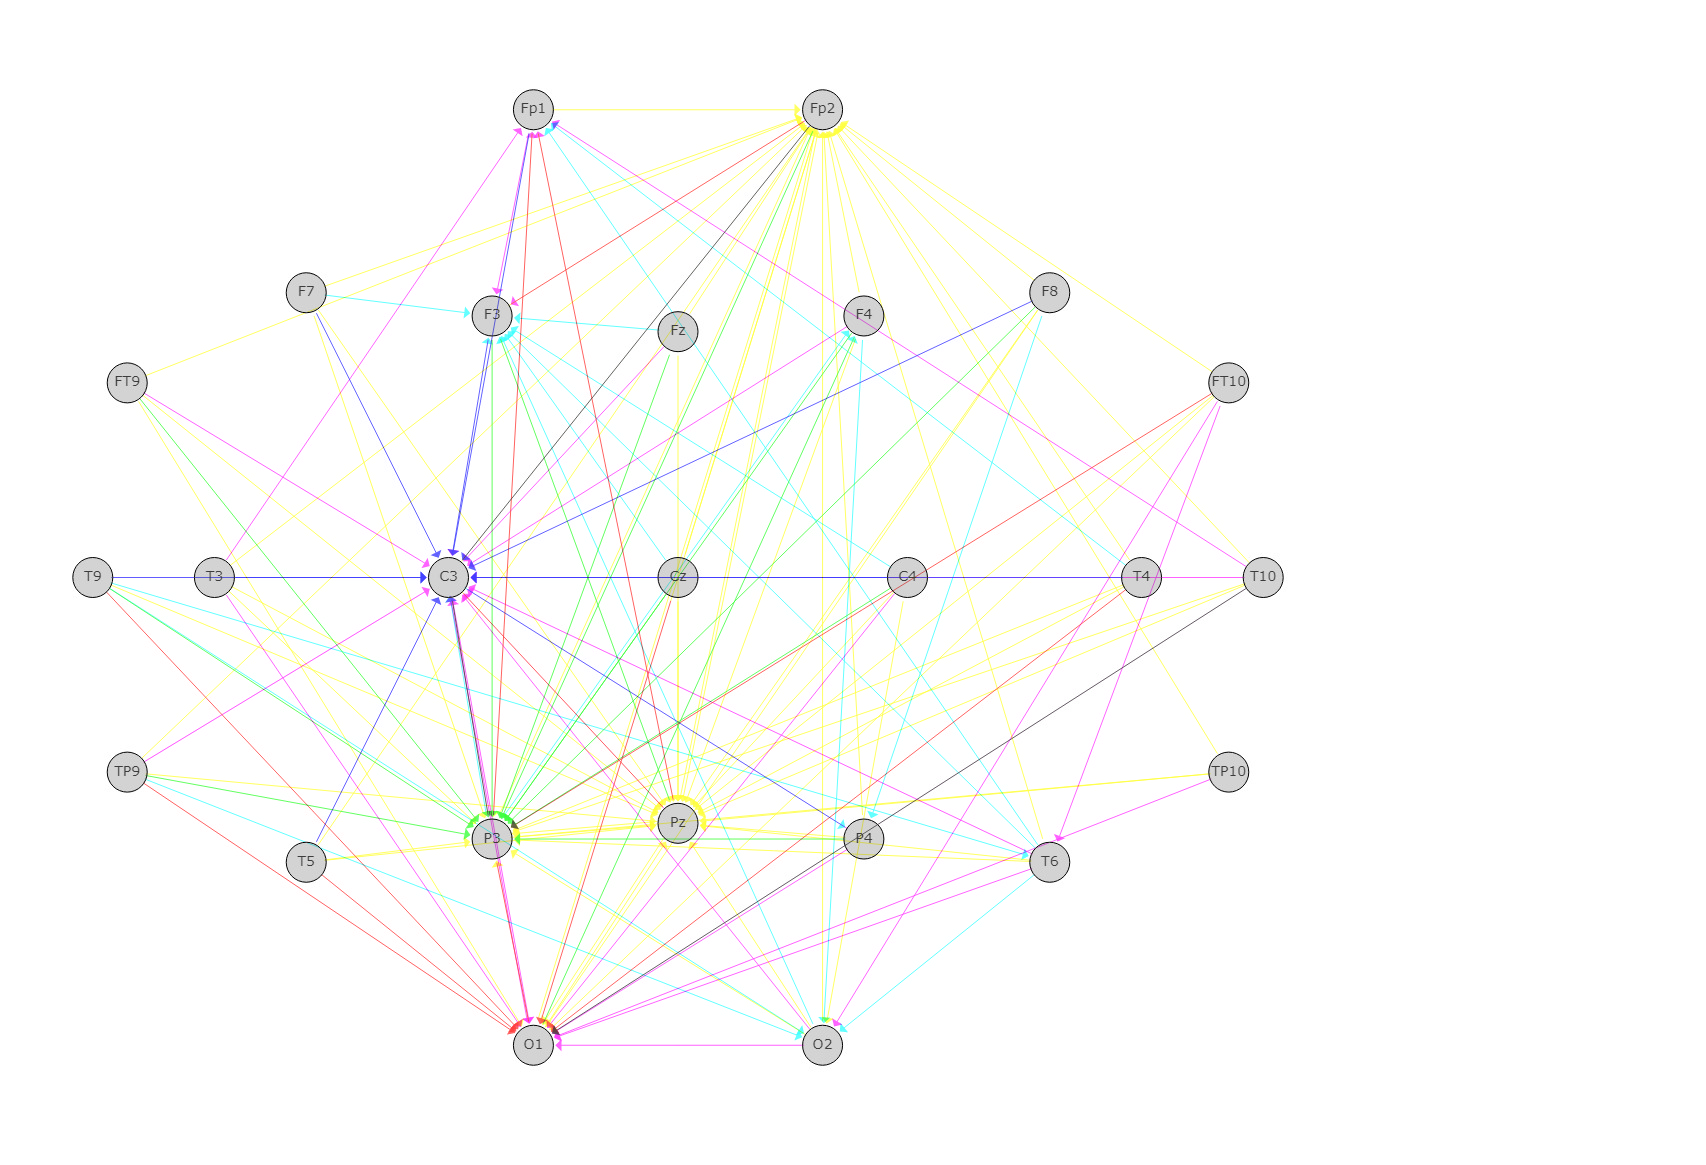 Fp1 Fp2
F7 F8
F3 Fz F4
FT9 FT10
T9 T3 C3 Cz C4 T4 T10
TP9 TP10
Pz
P3 P4
T5 T6
O1 O2